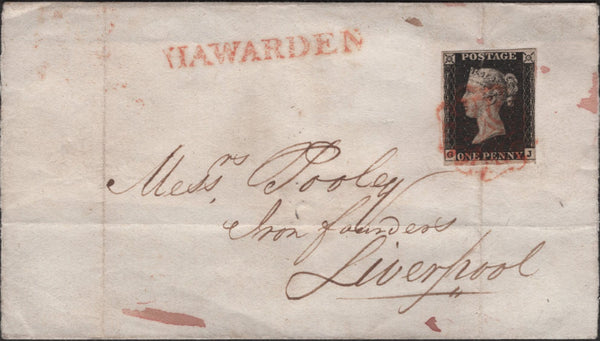 HAWARDEN
POSTAGE
G ONE PENNY J
Messrs Pooley
Iron founders
Liverpool